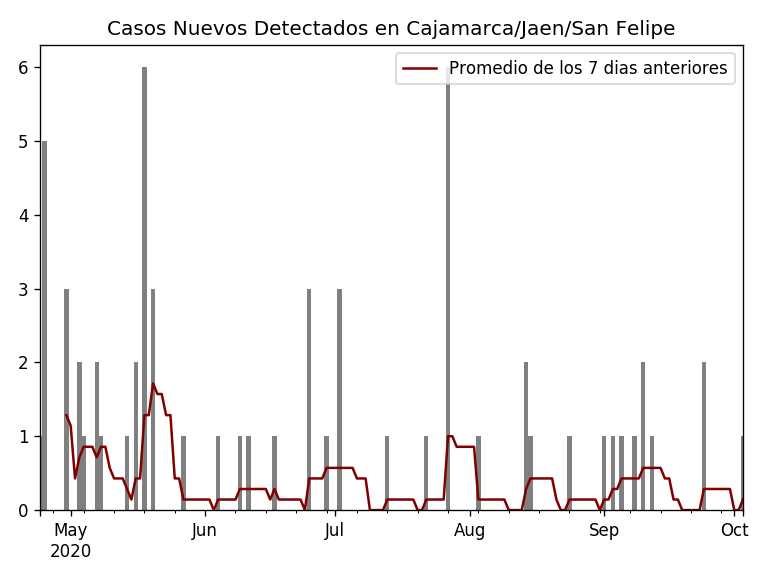 Casos Nuevos Detectados en Cajamarca/Jaen/San Felipe
Promedio de los 7 dias anteriores
6
5
4
3
2
1
0
May Jun Jul Aug Sep Oct
2020